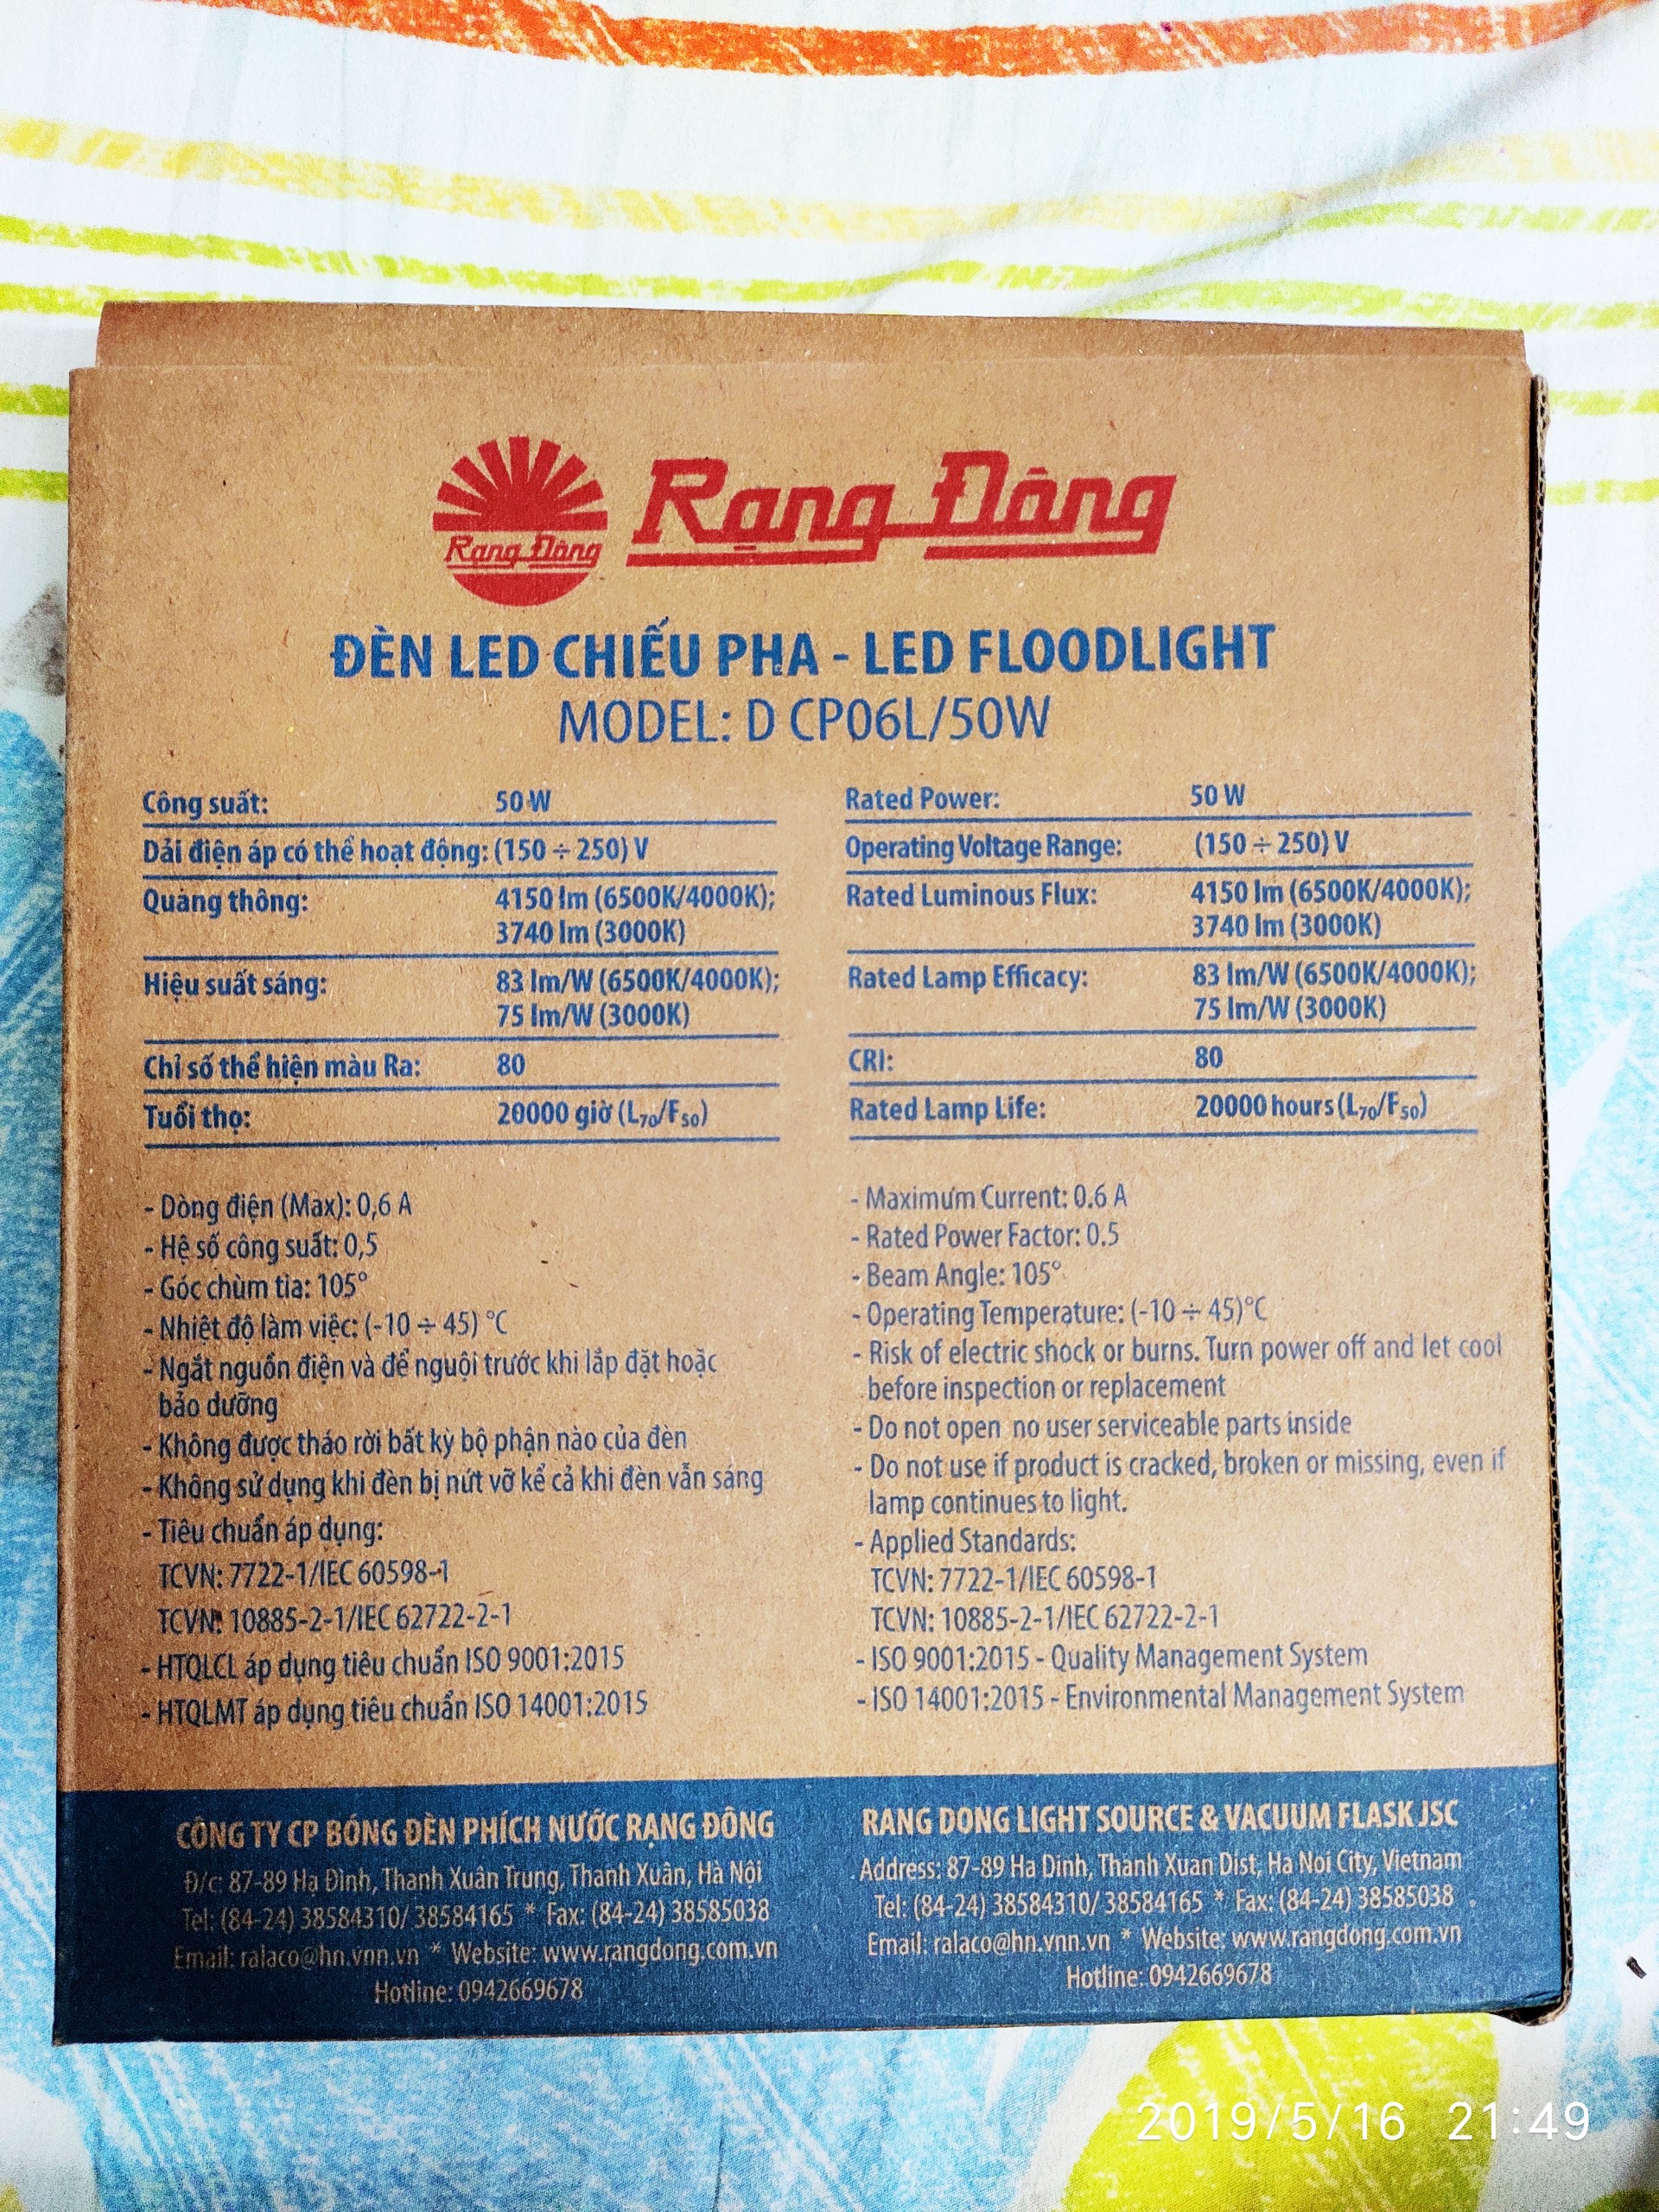 Rạng Đông
Rạng Đông
ĐÈN LED CHIẾU PHA - LED FLOODLIGHT
MODEL: D CP06L/50W
Công suất: 50 W
Dải điện áp có thể hoạt động: (150 ÷ 250) V
Quang thông: 4150 lm (6500K/4000K);
3740 lm (3000K)
Hiệu suất sáng: 83 lm/W (6500K/4000K);
75 lm/W (3000K)
Chỉ số thể hiện màu Ra: 80
Tuổi thọ: 20000 giờ (L70/F50)
- Dòng điện (Max): 0,6 A
- Hệ số công suất: 0,5
- Góc chùm tia: 105°
- Nhiệt độ làm việc: (-10 ÷ 45) °C
- Ngắt nguồn điện và để nguội trước khi lắp đặt hoặc
bảo dưỡng
- Không được tháo rời bất kỳ bộ phận nào của đèn
- Không sử dụng khi đèn bị nứt vỡ kể cả khi đèn vẫn sáng
- Tiêu chuẩn áp dụng:
TCVN: 7722-1/IEC 60598-1
TCVN: 10885-2-1/IEC 62722-2-1
- HTQLCL áp dụng tiêu chuẩn ISO 9001:2015
- HTQLMT áp dụng tiêu chuẩn ISO 14001:2015
Rated Power: 50 W
Operating Voltage Range: (150 ÷ 250) V
Rated Luminous Flux: 4150 lm (6500K/4000K);
3740 lm (3000K)
Rated Lamp Efficacy: 83 lm/W (6500K/4000K);
75 lm/W (3000K)
CRI: 80
Rated Lamp Life: 20000 hours (L70/F50)
- Maximum Current: 0.6 A
- Rated Power Factor: 0.5
- Beam Angle: 105°
- Operating Temperature: (-10 ÷ 45)°C
- Risk of electric shock or burns. Turn power off and let cool
before inspection or replacement
- Do not open no user serviceable parts inside
- Do not use if product is cracked, broken or missing, even if
lamp continues to light.
- Applied Standards:
TCVN: 7722-1/IEC 60598-1
TCVN: 10885-2-1/IEC 62722-2-1
- ISO 9001:2015 - Quality Management System
- ISO 14001:2015 - Environmental Management System
CÔNG TY CP BÓNG ĐÈN PHÍCH NƯỚC RẠNG ĐÔNG
Đ/c: 87-89 Hạ Đình, Thanh Xuân Trung, Thanh Xuân, Hà Nội
Tel: (84-24) 38584310/ 38584165 * Fax: (84-24) 38585038
Email: ralaco@hn.vnn.vn * Website: www.rangdong.com.vn
Hotline: 0942669678
RANG DONG LIGHT SOURCE & VACUUM FLASK JSC
Address: 87-89 Ha Dinh, Thanh Xuan Dist, Ha Noi City, Vietnam
Tel: (84-24) 38584310/ 38584165 * Fax: (84-24) 38585038
Email: ralaco@hn.vnn.vn * Website: www.rangdong.com.vn
Hotline: 0942669678
2019/5/16 21:49